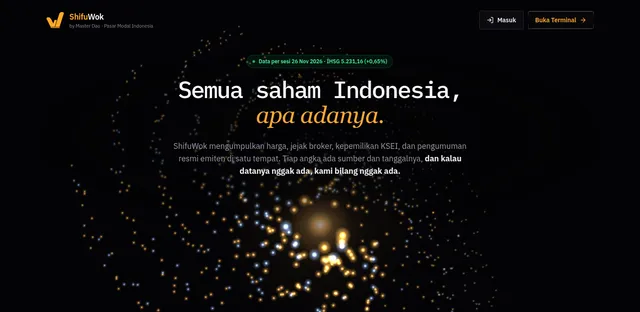 ShifuWok
by Master Dao · Pasar Modal Indonesia
Masuk
Buka Terminal →
Data per sesi 26 Nov 2026 · IHSG 5.231,16 (+0,65%)
Semua saham Indonesia,
apa adanya.
ShifuWok mengumpulkan harga, jejak broker, kepemilikan KSEI, dan pengumuman
resmi emiten di satu tempat. Tiap angka ada sumber dan tanggalnya, dan kalau
datanya nggak ada, kami bilang nggak ada.